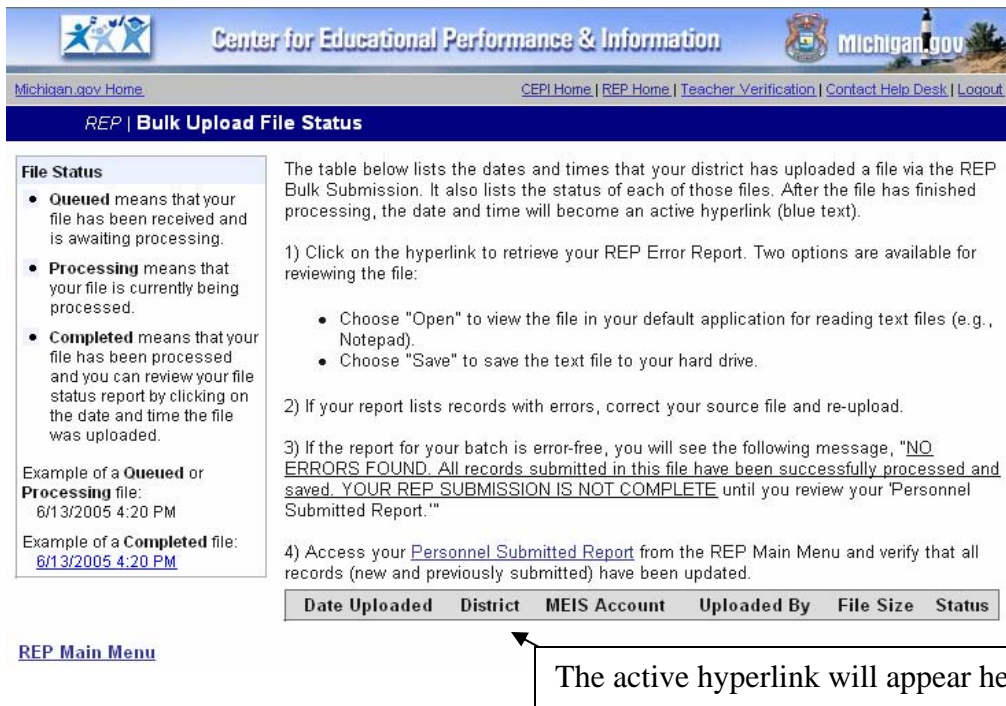 Center for Educational Performance & Information
Michigan.gov
Michigan.gov Home
CEPI Home | REP Home | Teacher Verification | Contact Help Desk | Logout
REP | Bulk Upload File Status
File Status
• Queued means that your
file has been received and
is awaiting processing.
• Processing means that
your file is currently being
processed.
• Completed means that your
file has been processed
and you can review your file
status report by clicking on
the date and time the file
was uploaded.
Example of a Queued or
Processing file:
6/13/2005 4:20 PM
Example of a Completed file:
6/13/2005 4:20 PM
REP Main Menu
The table below lists the dates and times that your district has uploaded a file via the REP
Bulk Submission. It also lists the status of each of those files. After the file has finished
processing, the date and time will become an active hyperlink (blue text).
1) Click on the hyperlink to retrieve your REP Error Report. Two options are available for
reviewing the file:
• Choose "Open" to view the file in your default application for reading text files (e.g.,
Notepad).
• Choose "Save" to save the text file to your hard drive.
2) If your report lists records with errors, correct your source file and re-upload.
3) If the report for your batch is error-free, you will see the following message, "NO
ERRORS FOUND. All records submitted in this file have been successfully processed and
saved. YOUR REP SUBMISSION IS NOT COMPLETE until you review your 'Personnel
Submitted Report.'"
4) Access your Personnel Submitted Report from the REP Main Menu and verify that all
records (new and previously submitted) have been updated.
Date Uploaded District MEIS Account Uploaded By File Size Status
The active hyperlink will appear he